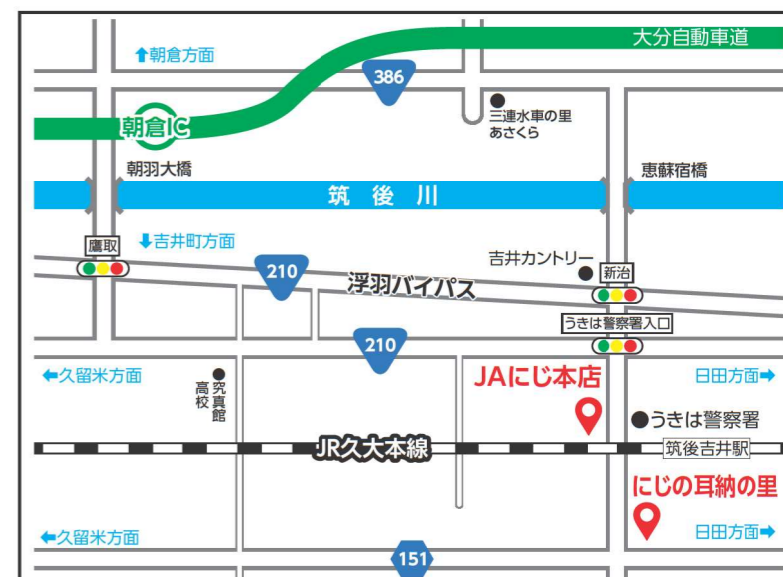 大分自動車道
↑朝倉方面
386
朝倉IC
三連水車の里
あさくら
朝羽大橋
恵蘇宿橋
筑後川
鷹取
↓吉井町方面
210
浮羽バイパス
吉井カントリー
新治
うきは警察署入口
210
←久留米方面
究真館
高校
JAにじ本店
日田方面→
うきは警察署
JR久大本線
筑後吉井駅
にじの耳納の里
←久留米方面
日田方面→
151